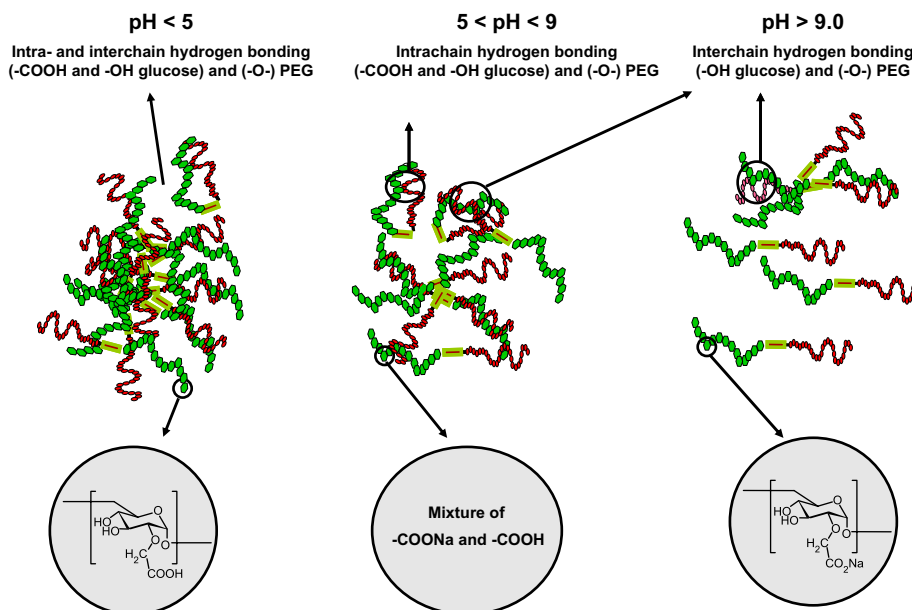 pH < 5
Intra- and interchain hydrogen bonding
(-COOH and -OH glucose) and (-O-) PEG
5 < pH < 9
Intrachain hydrogen bonding
(-COOH and -OH glucose) and (-O-) PEG
pH > 9.0
Interchain hydrogen bonding
(-OH glucose) and (-O-) PEG
O
HO
HO
O
O
H₂C
COOH
Mixture of
-COONa and -COOH
O
HO
HO
O
O
H₂C
CO₂Na